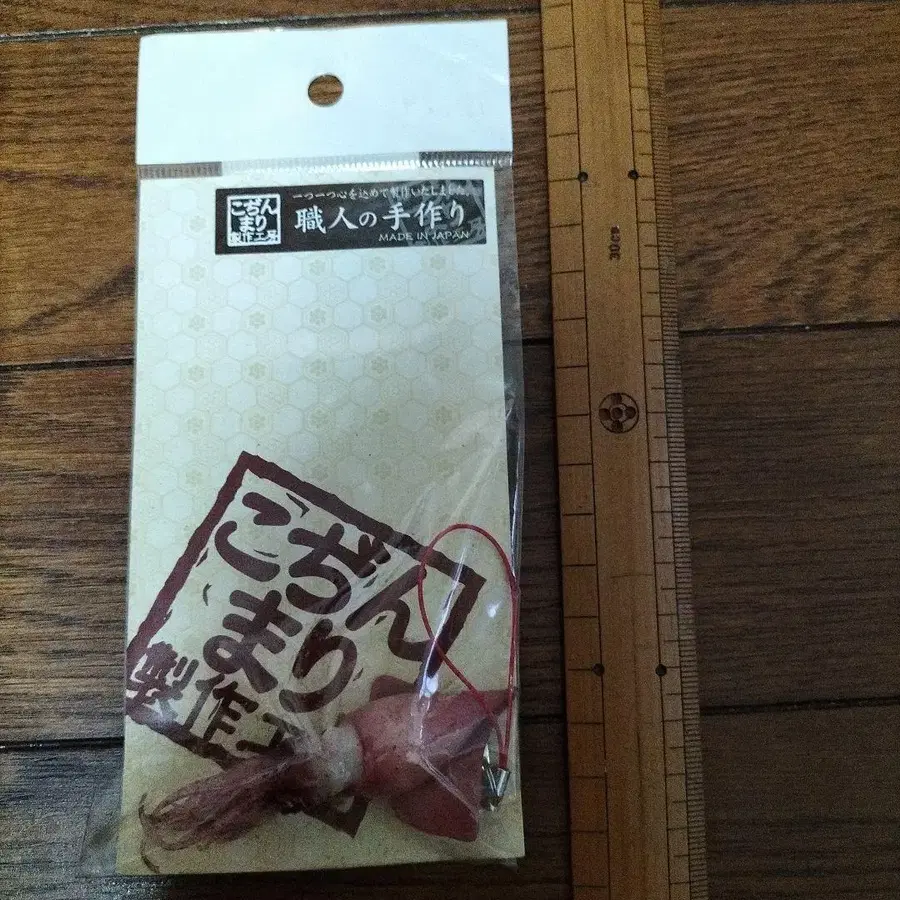 一つ一つ心を込めて製作いたしました。
こぢんまり
製作工房
職人の手作り
MADE IN JAPAN
こぢん
まり
製作工